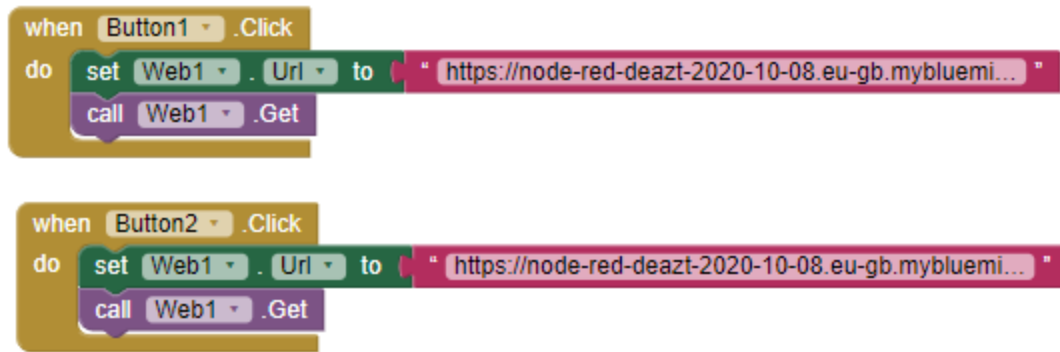 when Button1 .Click
do set Web1 . Url to " https://node-red-deazt-2020-10-08.eu-gb.mybluemi... "
call Web1 .Get
when Button2 .Click
do set Web1 . Url to " https://node-red-deazt-2020-10-08.eu-gb.mybluemi... "
call Web1 .Get